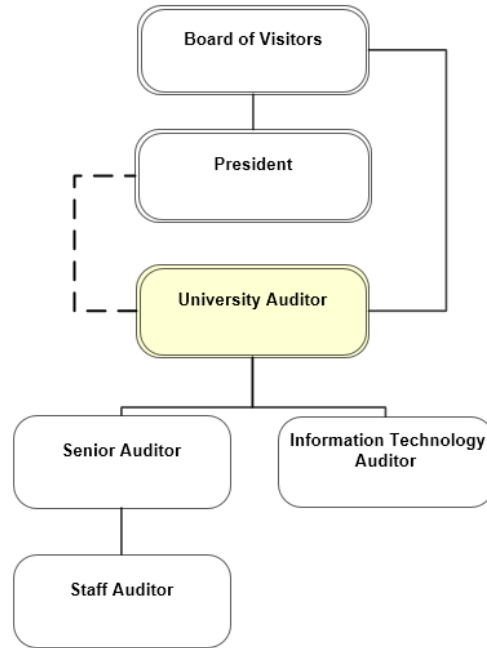 Board of Visitors
President
University Auditor
Senior Auditor
Information Technology
Auditor
Staff Auditor